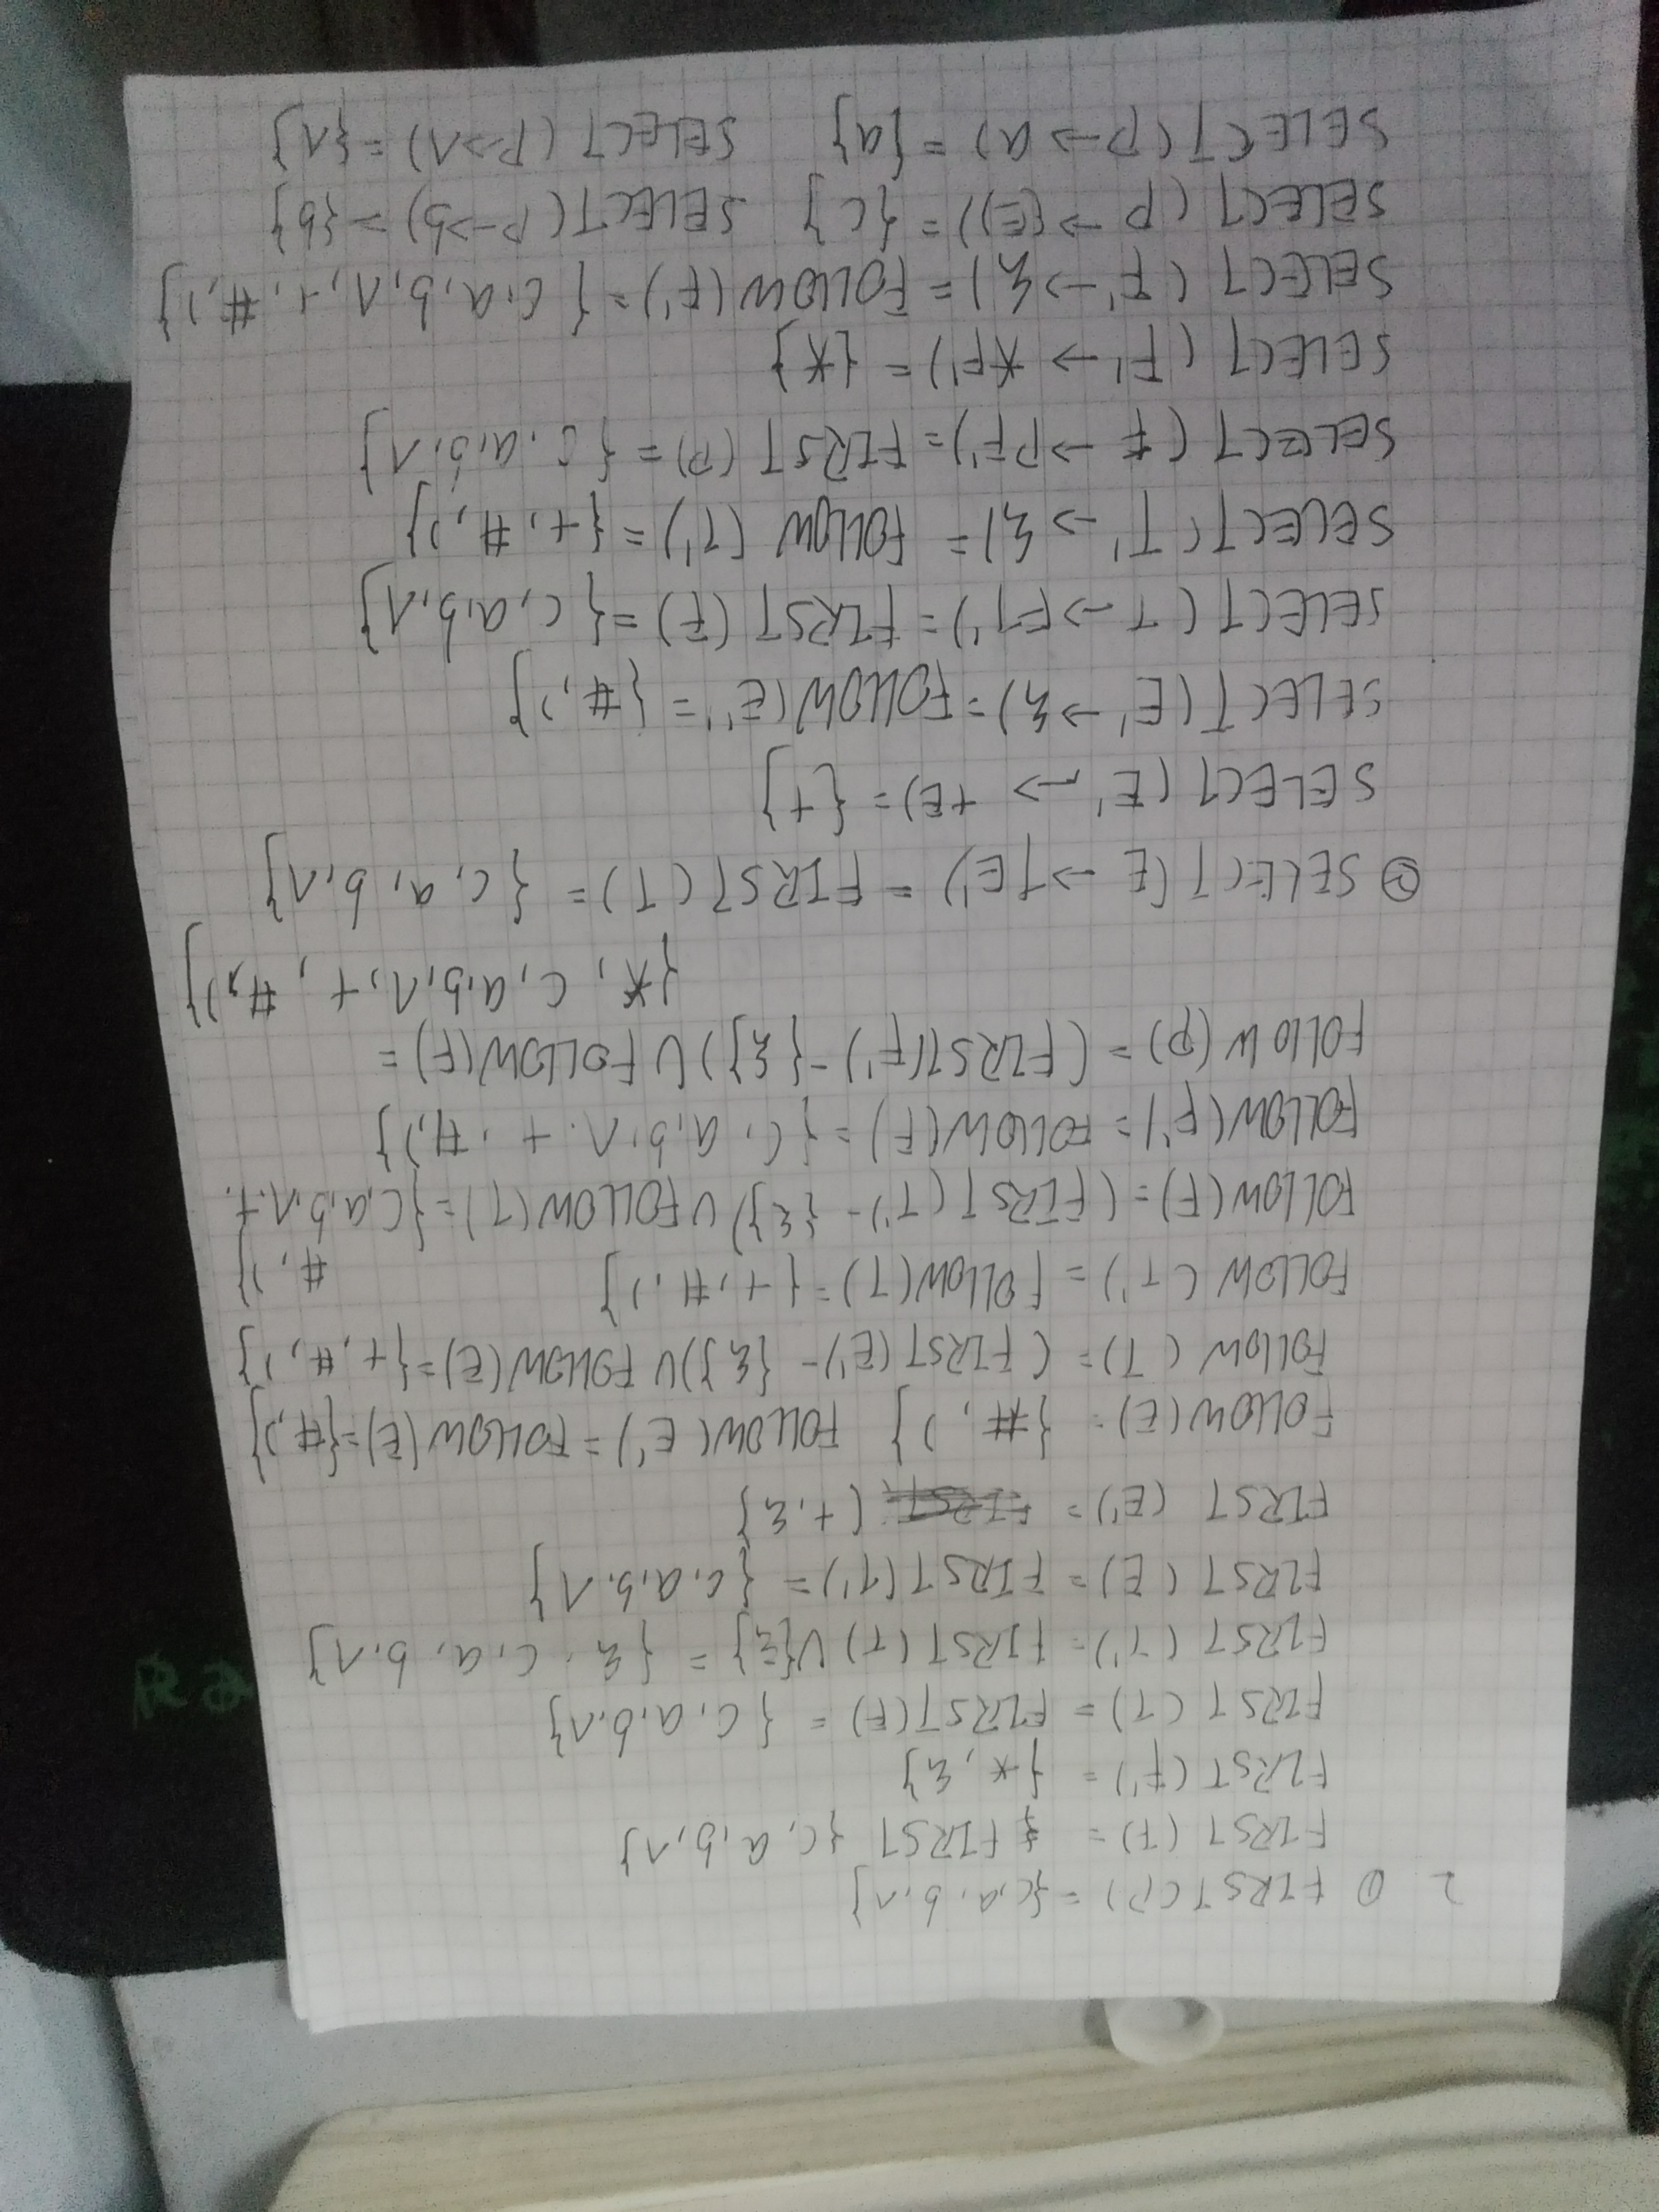 2 ① FIRST(P) = {(, a, b, ∧}
FIRST (F) = FIRST {(, a, b, ∧}
FIRST (F') = {*, ε}
FIRST (T) = FIRST(F) = {(, a, b, ∧}
FIRST (T') = FIRST (T) ∪{ε} = {ε, (, a, b, ∧}
FIRST (E) = FIRST(T') = {(, a, b, ∧}
FIRST (E') = {+, ε}
FOLLOW(E) = {#, )} FOLLOW(E') = FOLLOW(E)={#,)}
FOLLOW (T) = (FIRST(E')- {ε})∪FOLLOW(E)={+, #, )}
FOLLOW (T') = FOLLOW(T) = {+, #, )}
FOLLOW(F) = (FIRST(T')- {ε})∪FOLLOW(T)={(, a, b, ∧, +, #, )}
FOLLOW(F') = FOLLOW(F) = {(, a, b, ∧. +, #,)}
FOLLOW(P) = (FIRST(F')-{ε})∪FOLLOW(F) =
{*, (, a, b, ∧, +, #, )}
② SELECT(E → TE') = FIRST(T) = {(, a, b, ∧}
SELECT(E' → +E) = {+}
SELECT(E' → ε) = FOLLOW(E' = {#, )}
SELECT(T → FT') = FIRST(F) = {(, a, b, ∧}
SELECT(T' → ε) = FOLLOW (T') = {+, #, )}
SELECT(F → PF') = FIRST (P) = {(, a, b, ∧}
SELECT (F' → *F') = {*}
SELECT (F' → ε) = FOLLOW(F') = {(, a, b, ∧, +, #, )}
SELECT (P → (E)) = {(} SELECT(P→b) = {b}
SELECT(P → a) = {a} SELECT(P→∧) = {∧}